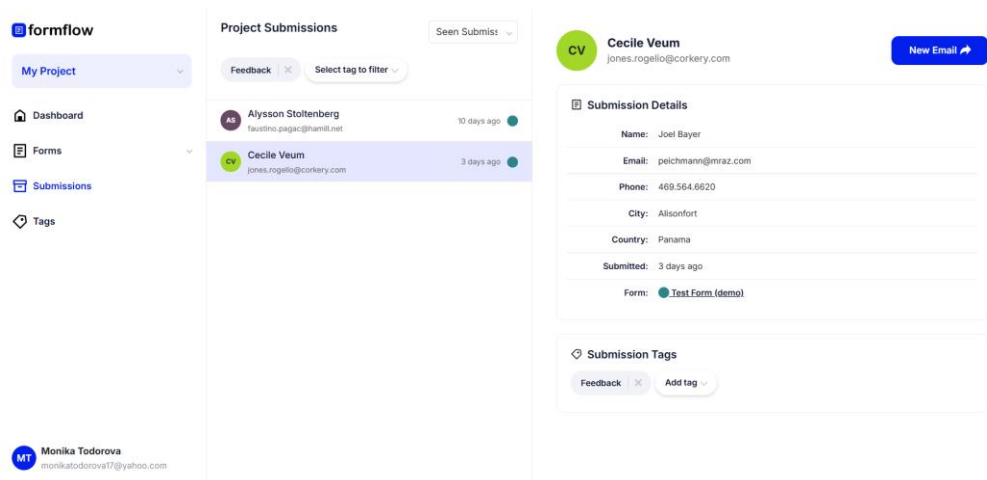 formflow
My Project
Dashboard
Forms
Submissions
Tags
MT
Monika Todorova
monikatodorova17@yahoo.com
Project Submissions
Seen Submiss
Feedback
Select tag to filter
AS
Alysson Stoltenberg
faustino.pagac@hamill.net
10 days ago
CV
Cecile Veum
jones.rogelio@corkery.com
3 days ago
CV
Cecile Veum
jones.rogelio@corkery.com
New Email
Submission Details
Name: Joel Bayer
Email: peichmann@mraz.com
Phone: 469.564.6620
City: Alisonfort
Country: Panama
Submitted: 3 days ago
Form: Test Form (demo)
Submission Tags
Feedback
Add tag